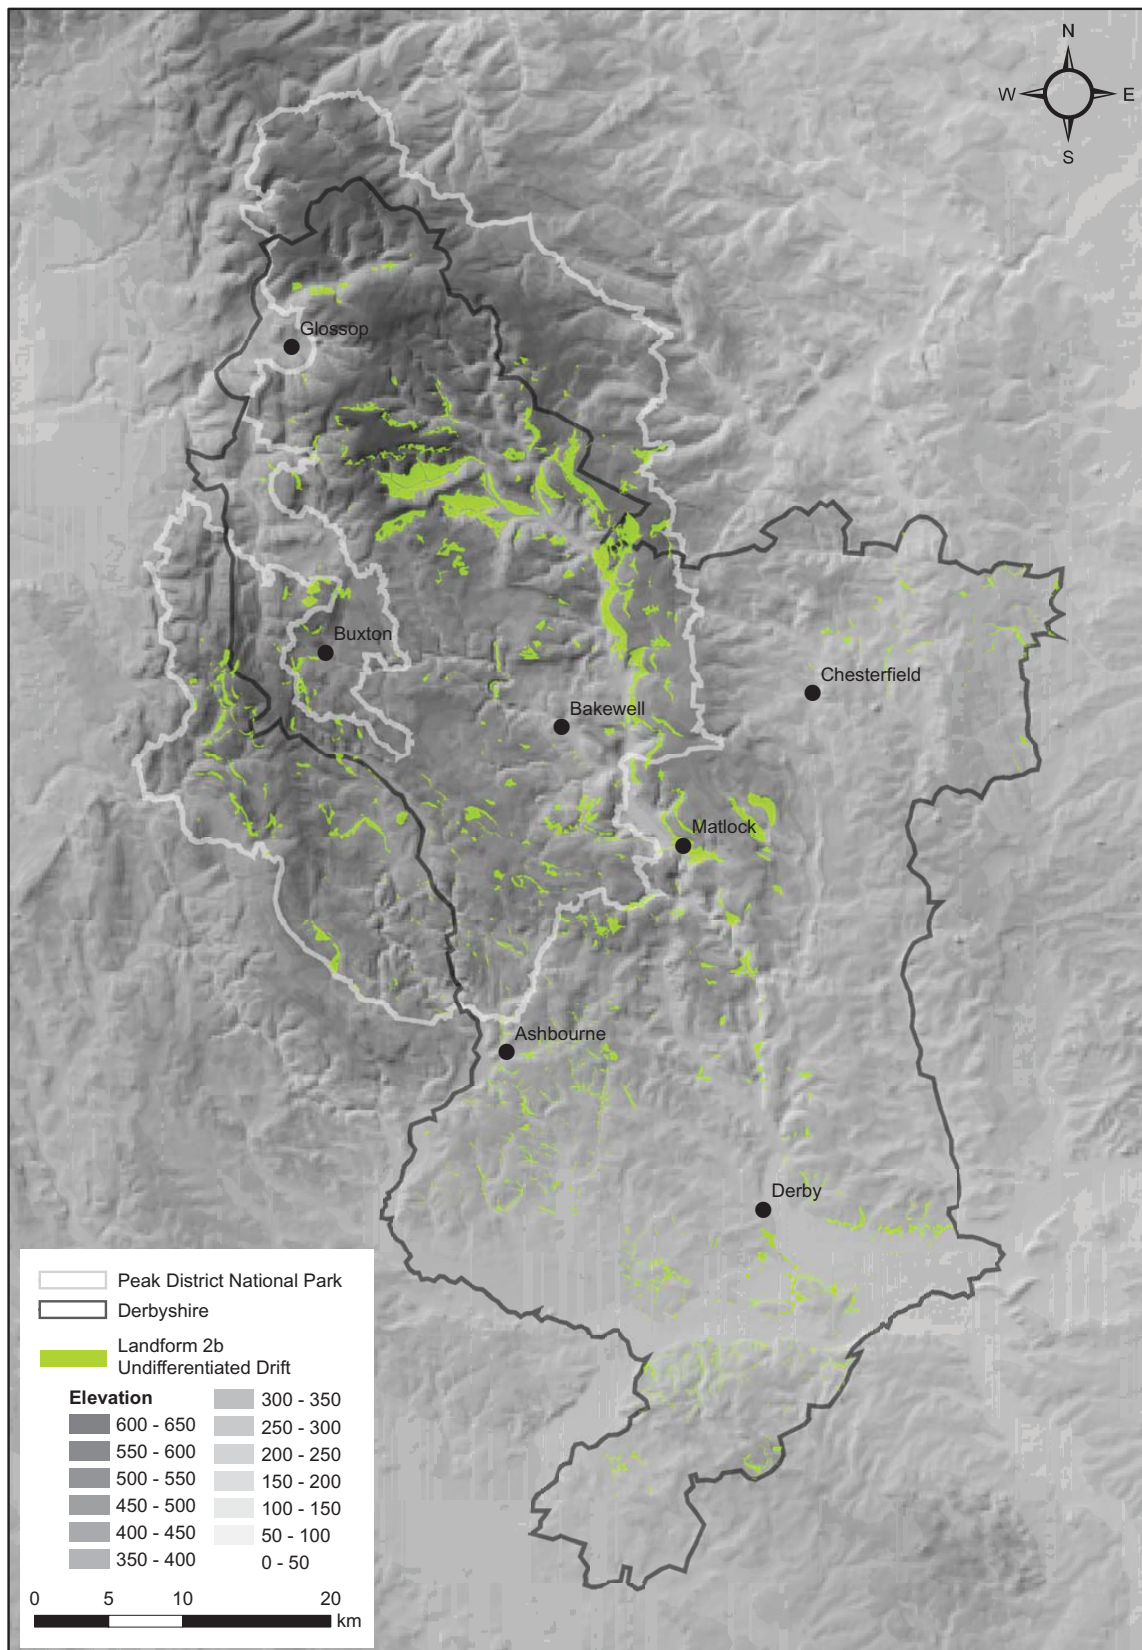 N
W E
S
Glossop
Buxton
Chesterfield
Bakewell
Matlock
Ashbourne
Derby
Peak District National Park
Derbyshire
Landform 2b
Undifferentiated Drift
Elevation
600 - 650
550 - 600
500 - 550
450 - 500
400 - 450
350 - 400
300 - 350
250 - 300
200 - 250
150 - 200
100 - 150
50 - 100
0 - 50
0 5 10 20
km